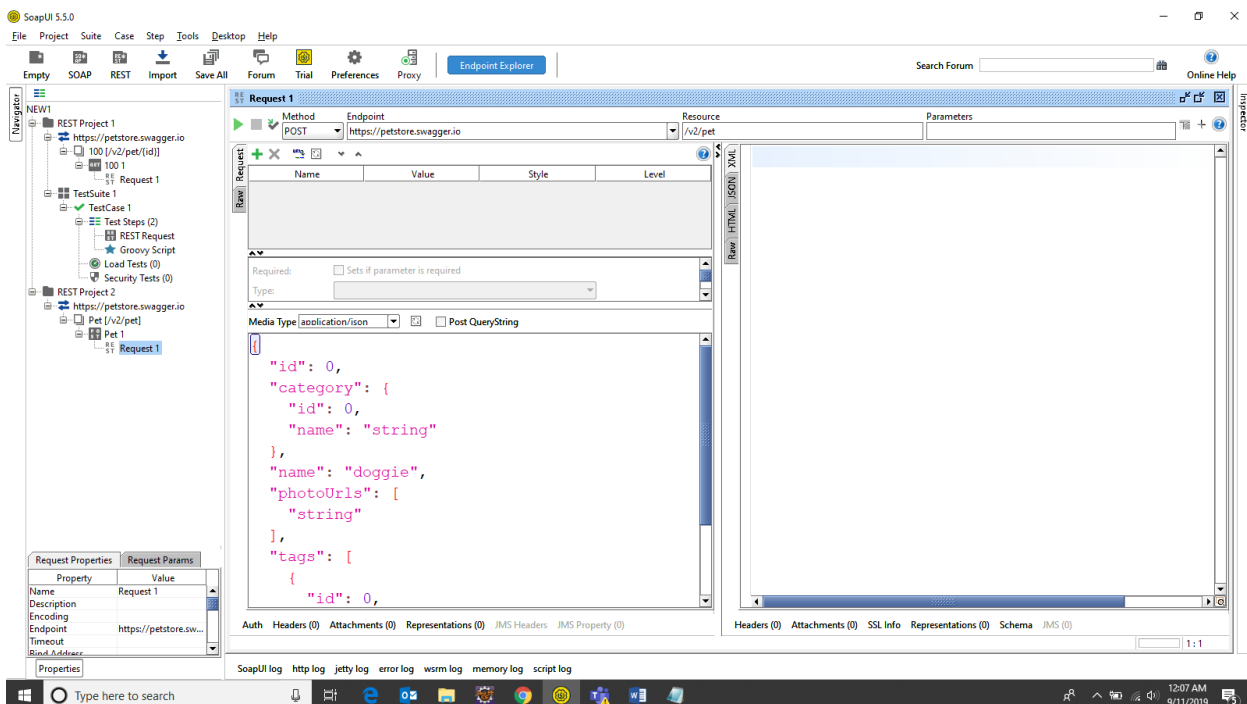 SoapUI 5.5.0
File Project Suite Case Step Tools Desktop Help
Empty SOAP REST Import Save All Forum Trial Preferences Proxy Endpoint Explorer Search Forum Online Help
Navigator
NEW1
REST Project 1
https://petstore.swagger.io
100 [/v2/pet/{id}]
100 1
Request 1
TestSuite 1
TestCase 1
Test Steps (2)
REST Request
Groovy Script
Load Tests (0)
Security Tests (0)
REST Project 2
https://petstore.swagger.io
Pet [/v2/pet]
Pet 1
Request 1
Request Properties Request Params
Property Value
Name Request 1
Description
Encoding
Endpoint https://petstore.sw...
Timeout
Bind Address
Properties
Request 1
Method Endpoint Resource Parameters
POST https://petstore.swagger.io /v2/pet
Request
Raw
Name Value Style Level
Required: Sets if parameter is required
Type:
Media Type application/json Post QueryString
{
"id": 0,
"category": {
"id": 0,
"name": "string"
},
"name": "doggie",
"photoUrls": [
"string"
],
"tags": [
{
"id": 0,
Auth Headers (0) Attachments (0) Representations (0) JMS Headers JMS Property (0)
XML
JSON
HTML
Raw
Headers (0) Attachments (0) SSL Info Representations (0) Schema JMS (0)
1:1
Inspector
SoapUI log http log jetty log error log wsrm log memory log script log
Type here to search
12:07 AM
9/11/2019